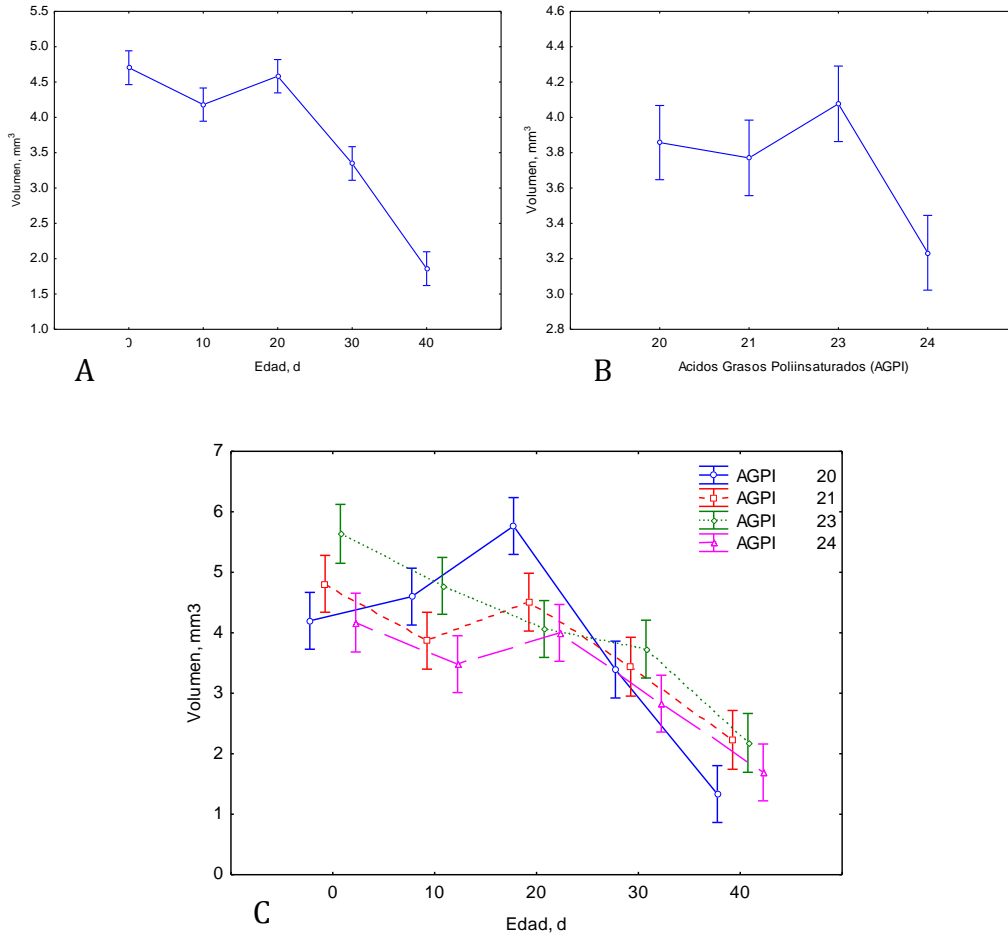 5.5
5.0
4.5
4.0
3.5
3.0
2.5
2.0
1.5
1.0
Volumen, mm3
0 10 20 30 40
Edad, d
A
4.6
4.4
4.2
4.0
3.8
3.6
3.4
3.2
3.0
2.8
Volumen, mm3
20 21 23 24
Acidos Grasos Poliinsaturados (AGPI)
B
7
6
5
4
3
2
1
0
Volumen, mm3
AGPI 20
AGPI 21
AGPI 23
AGPI 24
0 10 20 30 40
Edad, d
C